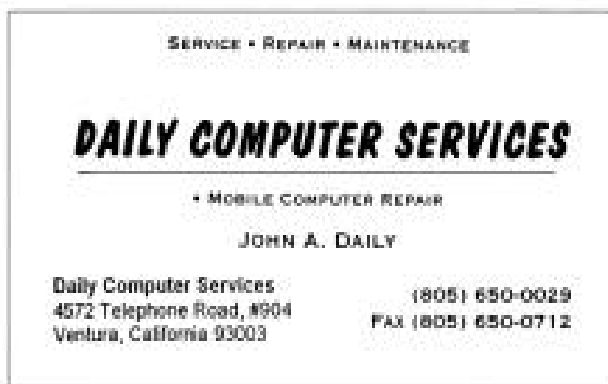 SERVICE • REPAIR • MAINTENANCE
DAILY COMPUTER SERVICES
• MOBILE COMPUTER REPAIR
JOHN A. DAILY
Daily Computer Services
4572 Telephone Road, #904
Ventura, California 93003
(805) 650-0029
FAX (805) 650-0712